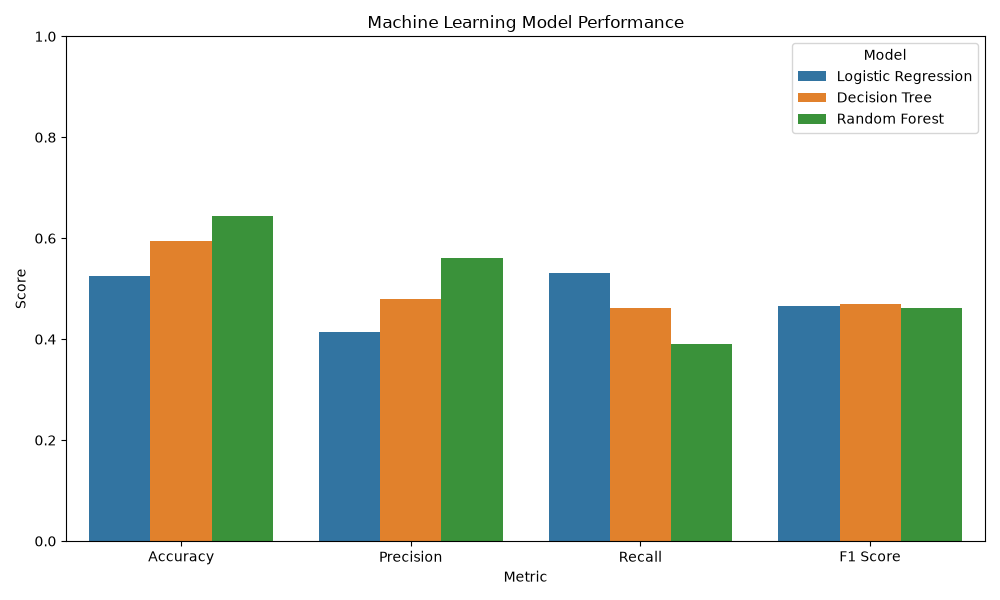 Machine Learning Model Performance
1.0
0.8
0.6
0.4
0.2
0.0
Score
Model
Logistic Regression
Decision Tree
Random Forest
Accuracy
Precision
Recall
F1 Score
Metric